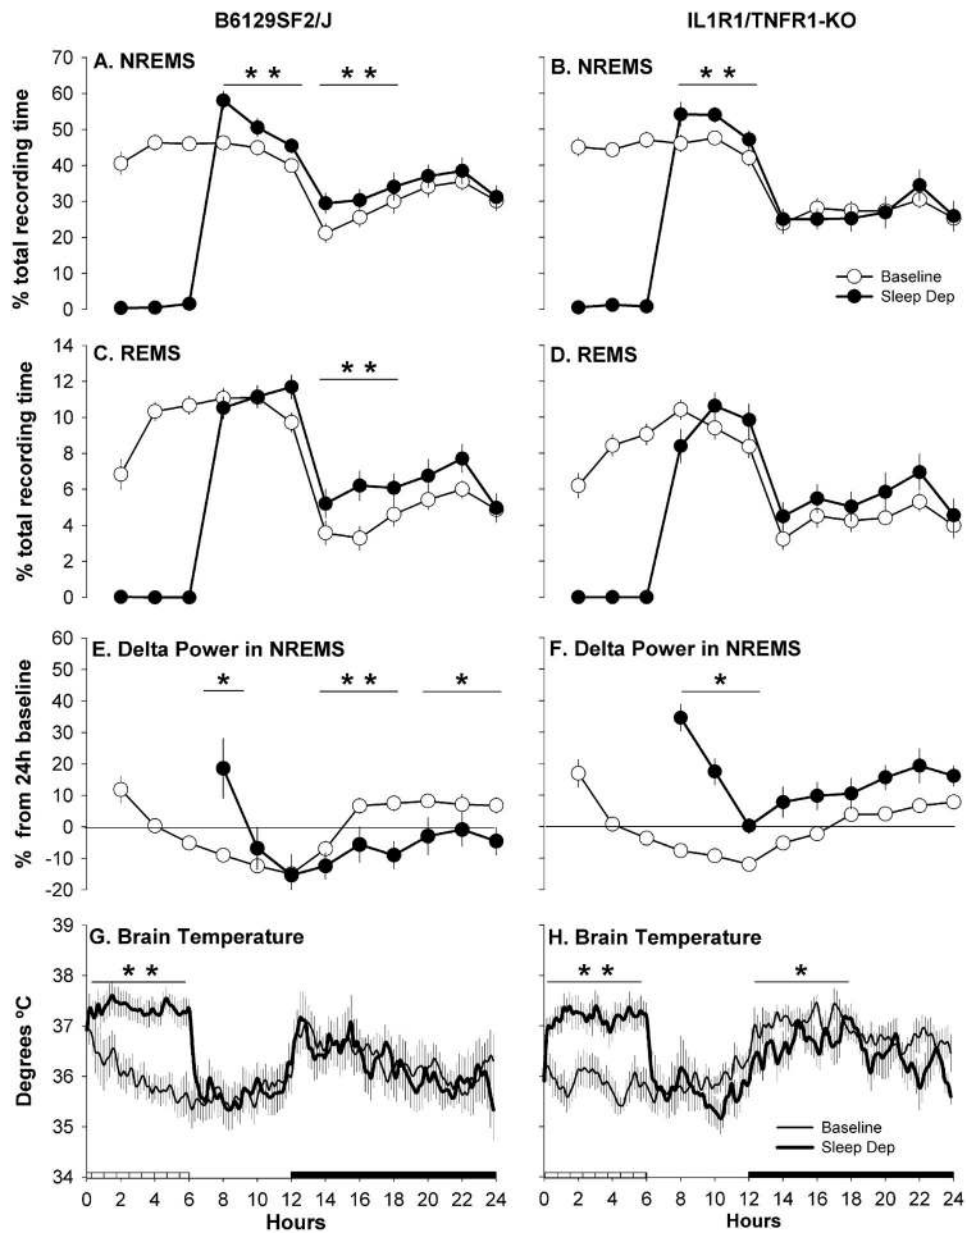 B6129SF2/J IL1R1/TNFR1-KO
A. NREMS
* *
* *
% total recording time
70
60
50
40
30
20
10
0
B. NREMS
* *
Baseline
Sleep Dep
C. REMS
* *
% total recording time
14
12
10
8
6
4
2
0
D. REMS
E. Delta Power in NREMS
*
* *
*
% from 24h baseline
60
50
40
30
20
10
0
-10
-20
F. Delta Power in NREMS
*
G. Brain Temperature
* *
Degrees ºC
39
38
37
36
35
34
0 2 4 6 8 10 12 14 16 18 20 22 24
Hours
H. Brain Temperature
* *
*
Baseline
Sleep Dep
0 2 4 6 8 10 12 14 16 18 20 22 24
Hours